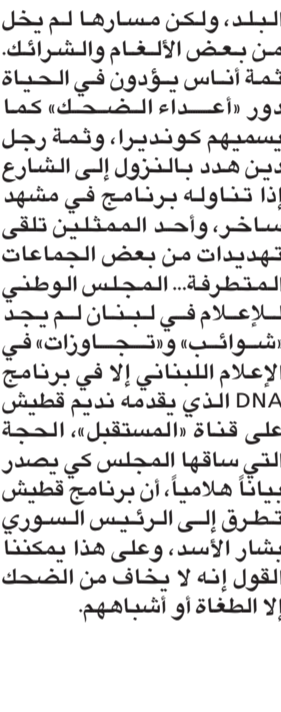 البلد، ولكن مسارها لم يخل
من بعض الألغام والشرائك.
ثمة أناس يؤدون في الحياة
دور «أعداء الضحك» كما
يسميهم كونديرا، وثمة رجل
دين هدد بالنزول إلى الشارع
إذا تناوله برنامج في مشهد
ساخر، وأحد الممثلين تلقى
تهديدات من بعض الجماعات
المتطرفة... المجلس الوطني
للإعلام في لبنان لم يجد
«شوائب» و«تجاوزات» في
الإعلام اللبناني إلا في برنامج
DNA الذي يقدمه نديم قطيش
على قناة «المستقبل»، الحجة
التي ساقها المجلس كي يصدر
بياناً هلامياً، أن برنامج قطيش
تطرق إلى الرئيس السوري
بشار الأسد، وعلى هذا يمكننا
القول إنه لا يخاف من الضحك
إلا الطغاة أو أشباههم.